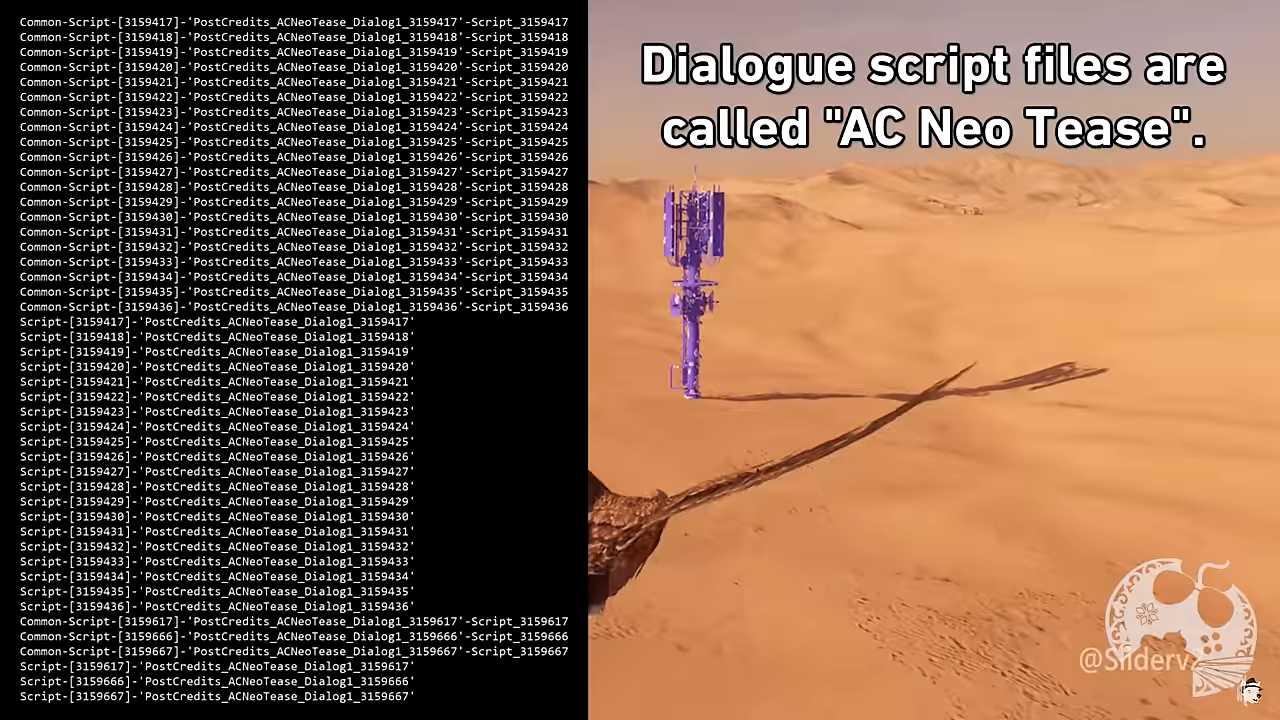 Common-Script-[3159417]-'PostCredits_ACNeoTease_Dialog1_3159417'-Script_3159417
Common-Script-[3159418]-'PostCredits_ACNeoTease_Dialog1_3159418'-Script_3159418
Common-Script-[3159419]-'PostCredits_ACNeoTease_Dialog1_3159419'-Script_3159419
Common-Script-[3159420]-'PostCredits_ACNeoTease_Dialog1_3159420'-Script_3159420
Common-Script-[3159421]-'PostCredits_ACNeoTease_Dialog1_3159421'-Script_3159421
Common-Script-[3159422]-'PostCredits_ACNeoTease_Dialog1_3159422'-Script_3159422
Common-Script-[3159423]-'PostCredits_ACNeoTease_Dialog1_3159423'-Script_3159423
Common-Script-[3159424]-'PostCredits_ACNeoTease_Dialog1_3159424'-Script_3159424
Common-Script-[3159425]-'PostCredits_ACNeoTease_Dialog1_3159425'-Script_3159425
Common-Script-[3159426]-'PostCredits_ACNeoTease_Dialog1_3159426'-Script_3159426
Common-Script-[3159427]-'PostCredits_ACNeoTease_Dialog1_3159427'-Script_3159427
Common-Script-[3159428]-'PostCredits_ACNeoTease_Dialog1_3159428'-Script_3159428
Common-Script-[3159429]-'PostCredits_ACNeoTease_Dialog1_3159429'-Script_3159429
Common-Script-[3159430]-'PostCredits_ACNeoTease_Dialog1_3159430'-Script_3159430
Common-Script-[3159431]-'PostCredits_ACNeoTease_Dialog1_3159431'-Script_3159431
Common-Script-[3159432]-'PostCredits_ACNeoTease_Dialog1_3159432'-Script_3159432
Common-Script-[3159433]-'PostCredits_ACNeoTease_Dialog1_3159433'-Script_3159433
Common-Script-[3159434]-'PostCredits_ACNeoTease_Dialog1_3159434'-Script_3159434
Common-Script-[3159435]-'PostCredits_ACNeoTease_Dialog1_3159435'-Script_3159435
Common-Script-[3159436]-'PostCredits_ACNeoTease_Dialog1_3159436'-Script_3159436
Script-[3159417]-'PostCredits_ACNeoTease_Dialog1_3159417'
Script-[3159418]-'PostCredits_ACNeoTease_Dialog1_3159418'
Script-[3159419]-'PostCredits_ACNeoTease_Dialog1_3159419'
Script-[3159420]-'PostCredits_ACNeoTease_Dialog1_3159420'
Script-[3159421]-'PostCredits_ACNeoTease_Dialog1_3159421'
Script-[3159422]-'PostCredits_ACNeoTease_Dialog1_3159422'
Script-[3159423]-'PostCredits_ACNeoTease_Dialog1_3159423'
Script-[3159424]-'PostCredits_ACNeoTease_Dialog1_3159424'
Script-[3159425]-'PostCredits_ACNeoTease_Dialog1_3159425'
Script-[3159426]-'PostCredits_ACNeoTease_Dialog1_3159426'
Script-[3159427]-'PostCredits_ACNeoTease_Dialog1_3159427'
Script-[3159428]-'PostCredits_ACNeoTease_Dialog1_3159428'
Script-[3159429]-'PostCredits_ACNeoTease_Dialog1_3159429'
Script-[3159430]-'PostCredits_ACNeoTease_Dialog1_3159430'
Script-[3159431]-'PostCredits_ACNeoTease_Dialog1_3159431'
Script-[3159432]-'PostCredits_ACNeoTease_Dialog1_3159432'
Script-[3159433]-'PostCredits_ACNeoTease_Dialog1_3159433'
Script-[3159434]-'PostCredits_ACNeoTease_Dialog1_3159434'
Script-[3159435]-'PostCredits_ACNeoTease_Dialog1_3159435'
Script-[3159436]-'PostCredits_ACNeoTease_Dialog1_3159436'
Common-Script-[3159617]-'PostCredits_ACNeoTease_Dialog1_3159617'-Script_3159617
Common-Script-[3159666]-'PostCredits_ACNeoTease_Dialog1_3159666'-Script_3159666
Common-Script-[3159667]-'PostCredits_ACNeoTease_Dialog1_3159667'-Script_3159667
Script-[3159617]-'PostCredits_ACNeoTease_Dialog1_3159617'
Script-[3159666]-'PostCredits_ACNeoTease_Dialog1_3159666'
Script-[3159667]-'PostCredits_ACNeoTease_Dialog1_3159667'
Dialogue script files are
called "AC Neo Tease".